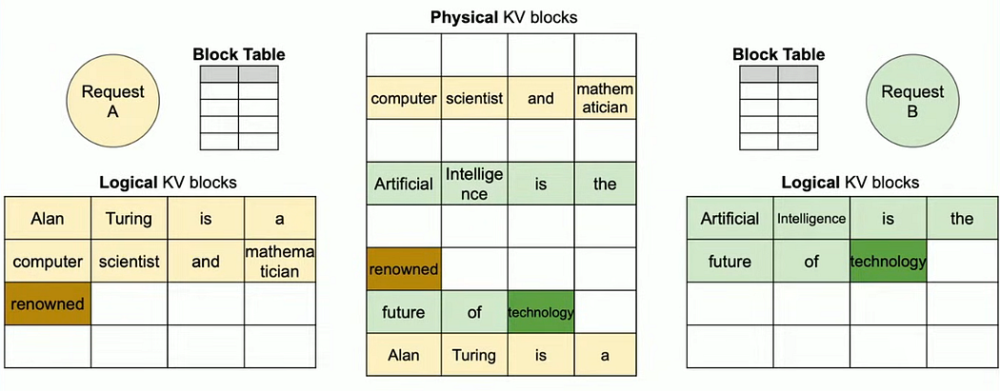 Physical KV blocks
Block Table
Block Table
Request
A
Request
B
Logical KV blocks
Alan Turing is a
computer scientist and mathema
tician
renowned
computer scientist and mathem
atician
Artificial Intellige
nce is the
renowned
future of technology
Alan Turing is a
Logical KV blocks
Artificial Intelligence is the
future of technology